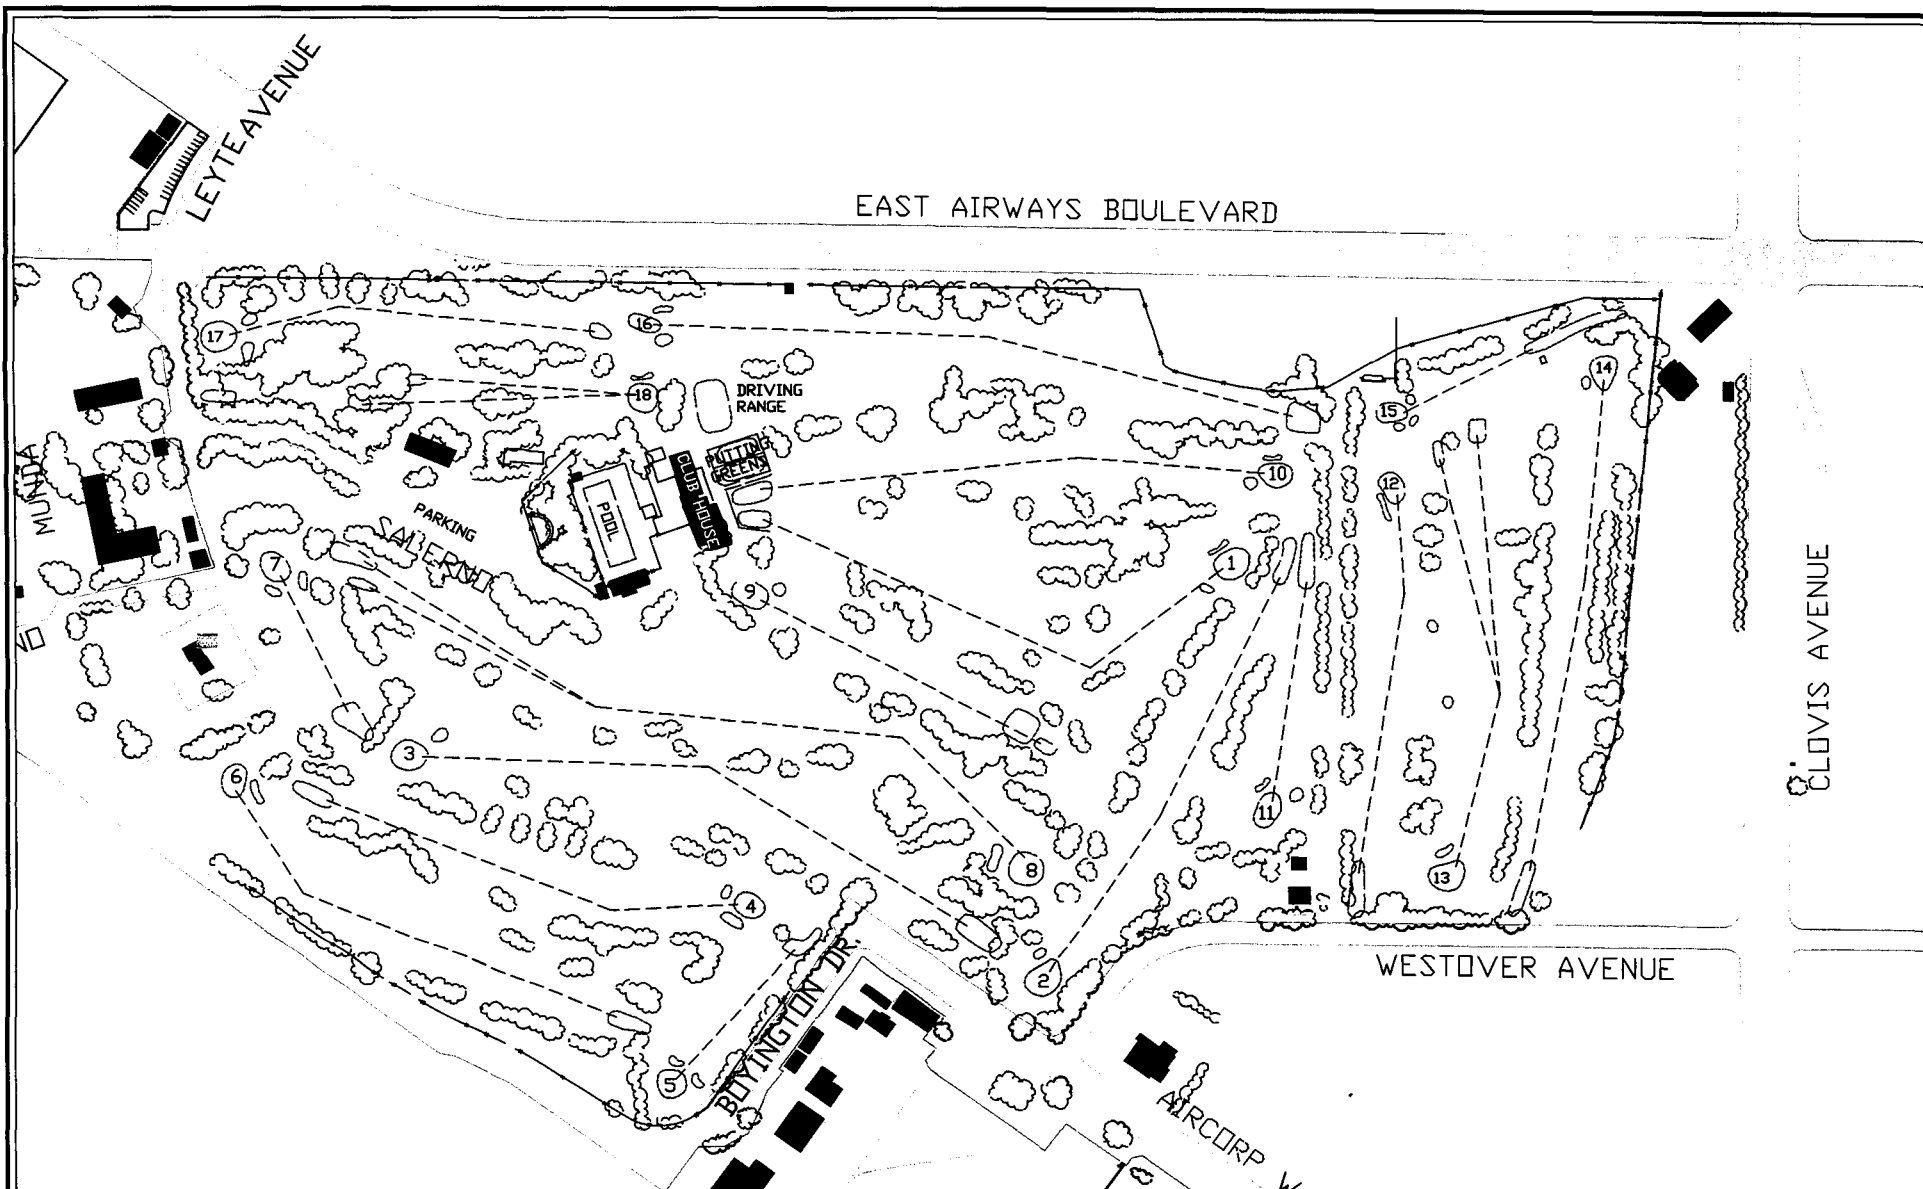 LEYTE AVENUE
EAST AIRWAYS BOULEVARD
17
16
14
18
DRIVING
RANGE
15
PUTTING
GREENS
CLUB HOUSE
10
12
MUNDA
POOL
PARKING
SALERNO
7
1
9
CLOVIS AVENUE
NO
3
6
11
8
13
4
BOYINGTON DR.
WESTOVER AVENUE
2
5
AIRCORP W